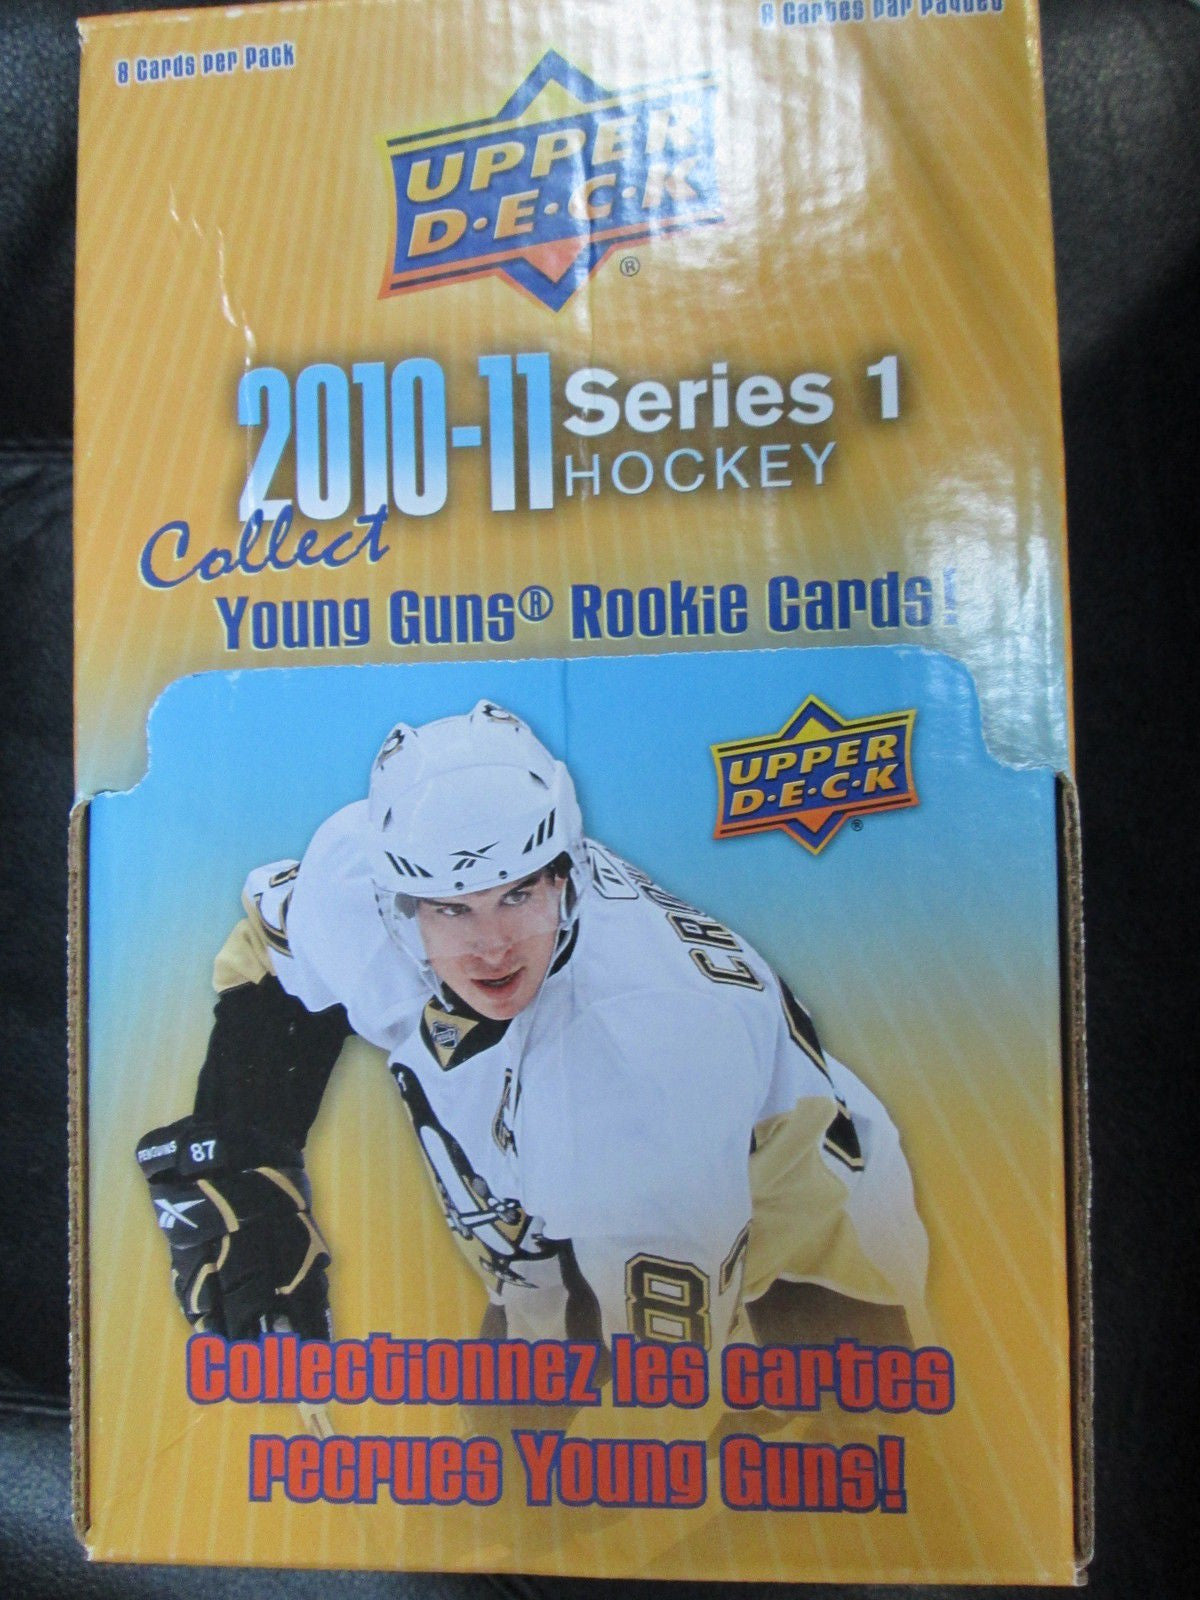 8 Cards per Pack
8 Cartes par paquet
UPPER
D·E·C·K
®
2010-11 Series 1
HOCKEY
Collect
Young Guns® Rookie Cards!
UPPER
D·E·C·K
®
PENGUINS 87
8
Collectionnez les cartes
recrues Young Guns!